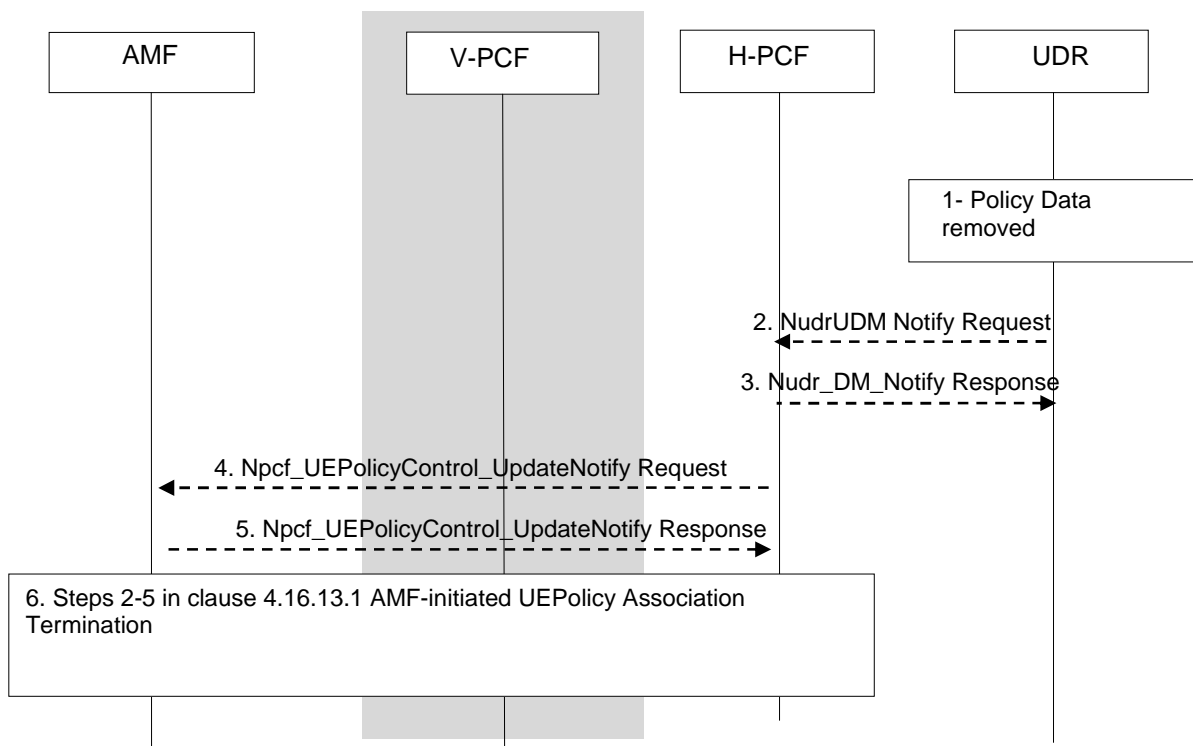 AMF
V-PCF
H-PCF
UDR
1- Policy Data
removed
2. NudrUDM Notify Request
3. Nudr_DM_Notify Response
4. Npcf_UEPolicyControl_UpdateNotify Request
5. Npcf_UEPolicyControl_UpdateNotify Response
6. Steps 2-5 in clause 4.16.13.1 AMF-initiated UEPolicy Association
Termination